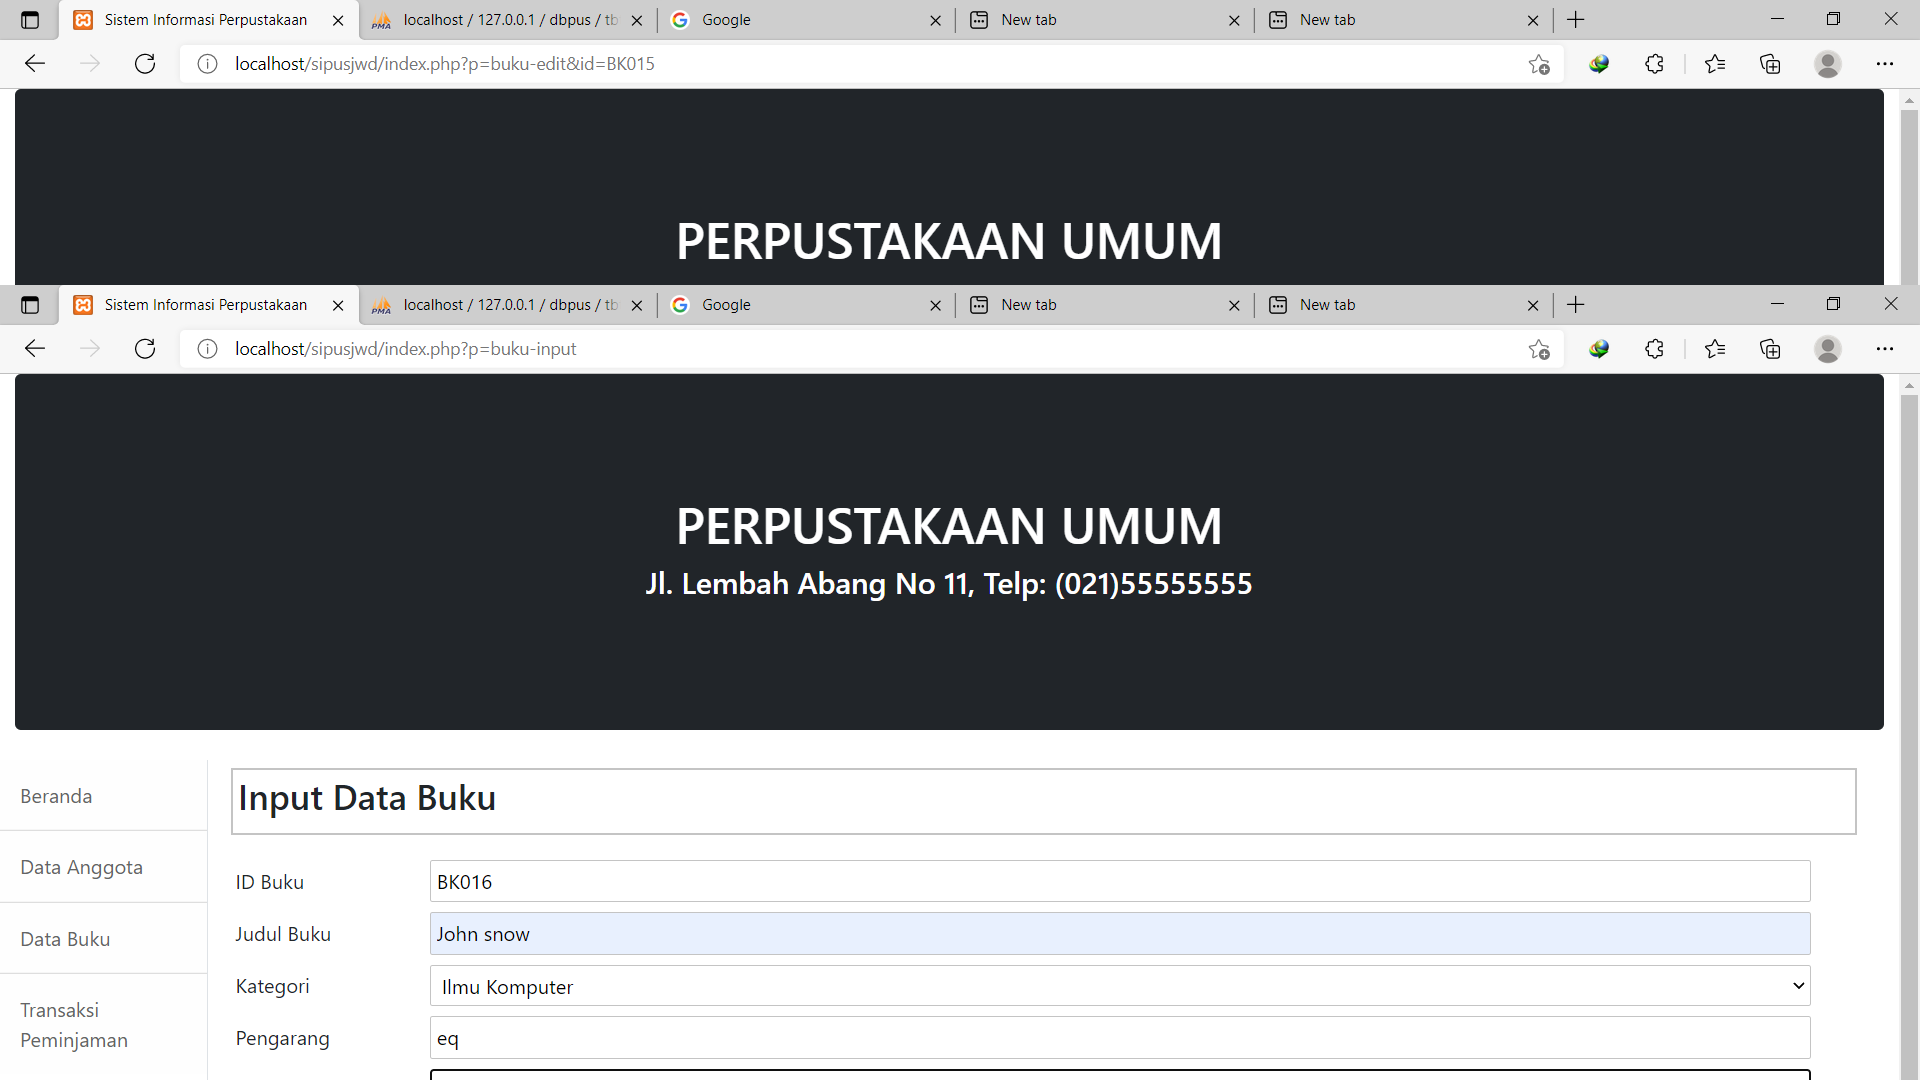 Sistem Informasi Perpustakaan
localhost / 127.0.0.1 / dbpus / tb
Google
New tab
New tab
localhost/sipusjwd/index.php?p=buku-edit&id=BK015
PERPUSTAKAAN UMUM
Sistem Informasi Perpustakaan
localhost / 127.0.0.1 / dbpus / tb
Google
New tab
New tab
localhost/sipusjwd/index.php?p=buku-input
PERPUSTAKAAN UMUM
Jl. Lembah Abang No 11, Telp: (021)55555555
Beranda
Data Anggota
Data Buku
Transaksi
Peminjaman
Input Data Buku
ID Buku
BK016
Judul Buku
John snow
Kategori
Ilmu Komputer
Pengarang
eq